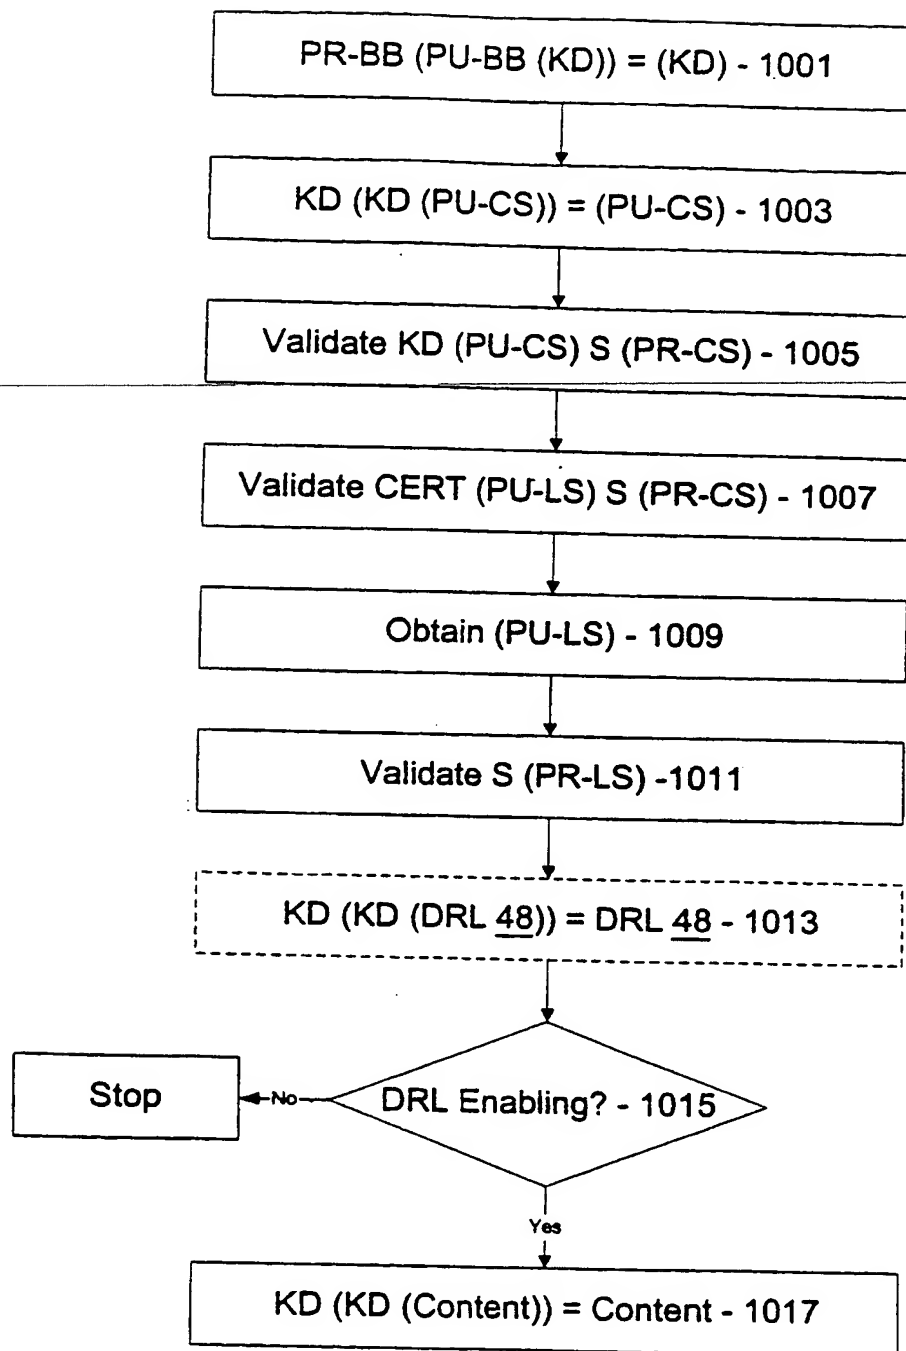 PR-BB (PU-BB (KD)) = (KD) - 1001
KD (KD (PU-CS)) = (PU-CS) - 1003
Validate KD (PU-CS) S (PR-CS) - 1005
Validate CERT (PU-LS) S (PR-CS) - 1007
Obtain (PU-LS) - 1009
Validate S (PR-LS) -1011
KD (KD (DRL 48)) = DRL 48 - 1013
DRL Enabling? - 1015
No
Stop
Yes
KD (KD (Content)) = Content - 1017